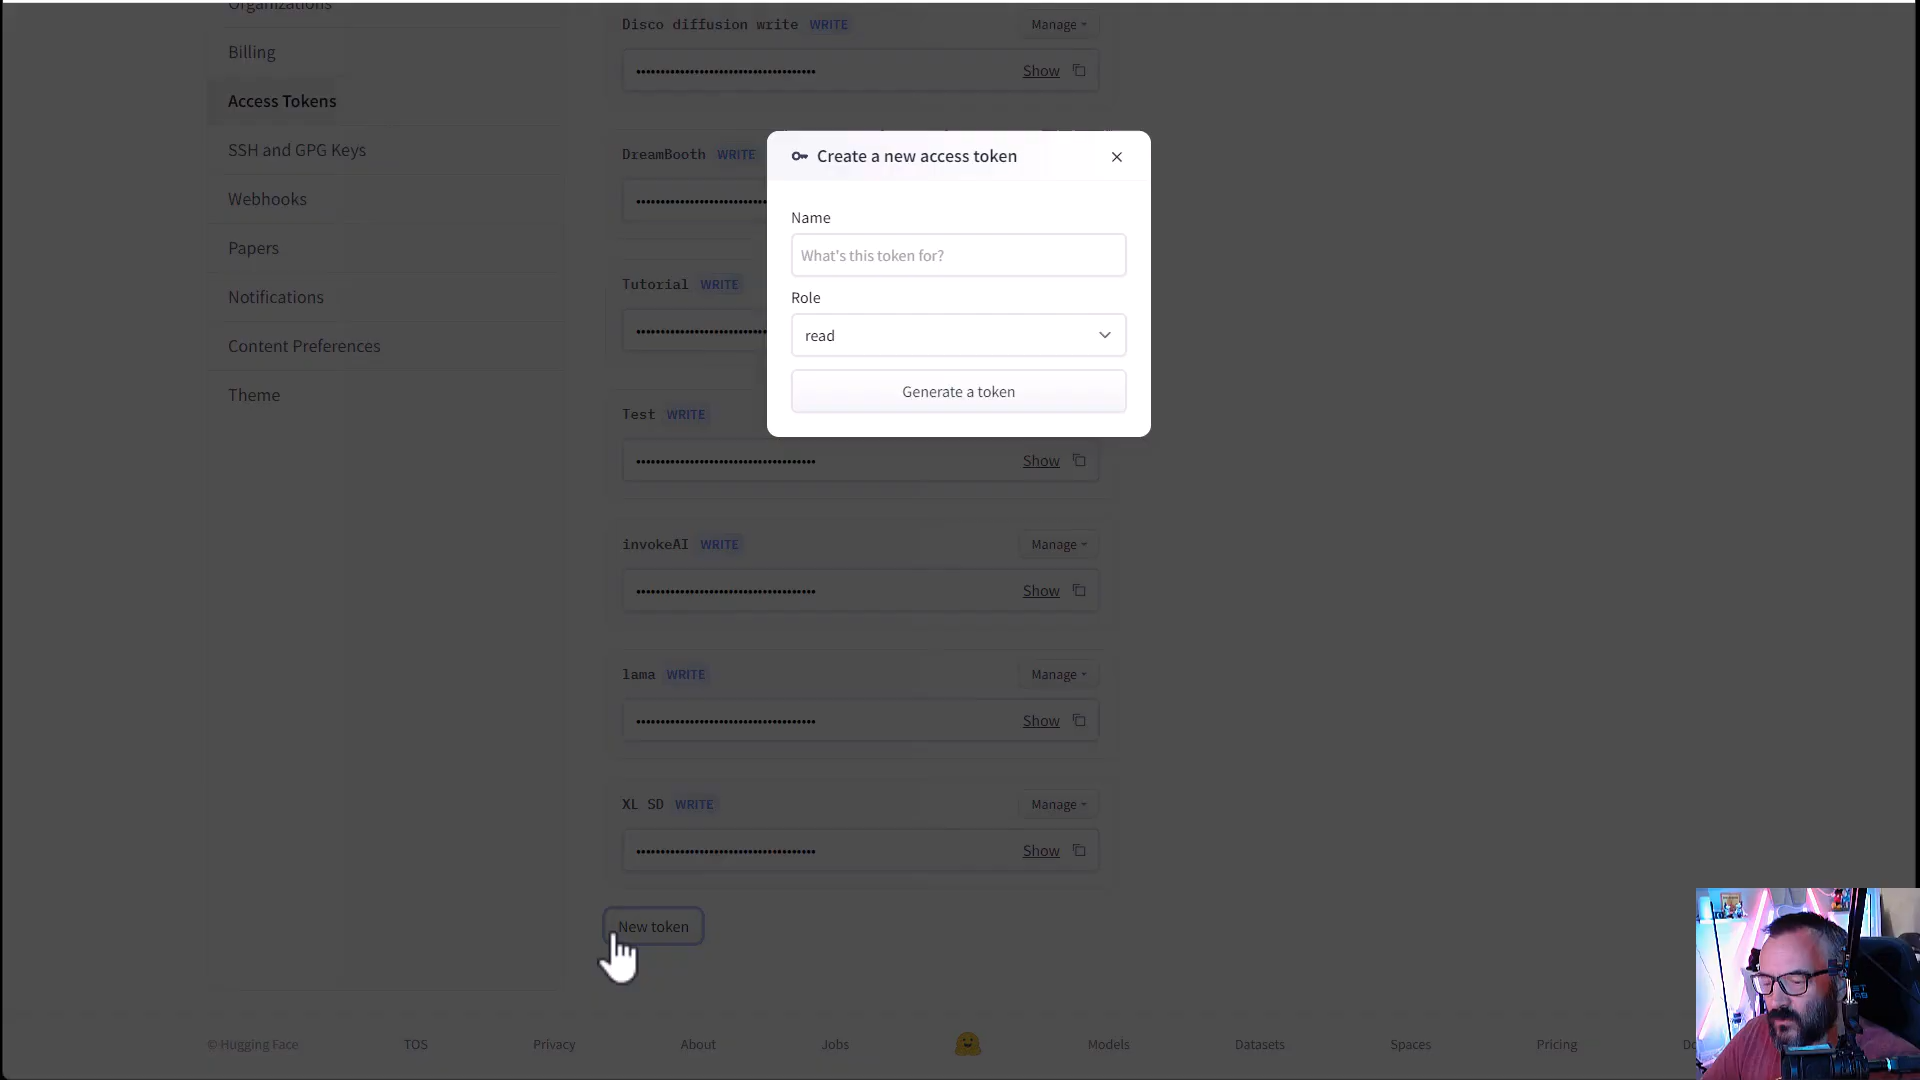 Organizations
Billing
Access Tokens
SSH and GPG Keys
Webhooks
Papers
Notifications
Content Preferences
Theme
Disco diffusion write WRITE
Manage
Show
DreamBooth WRITE
Tutorial WRITE
Test WRITE
Show
invokeAI WRITE
Manage
Show
lama WRITE
Manage
Show
XL SD WRITE
Manage
Show
New token
Create a new access token
Name
What's this token for?
Role
read
Generate a token
© Hugging Face
TOS
Privacy
About
Jobs
Models
Datasets
Spaces
Pricing